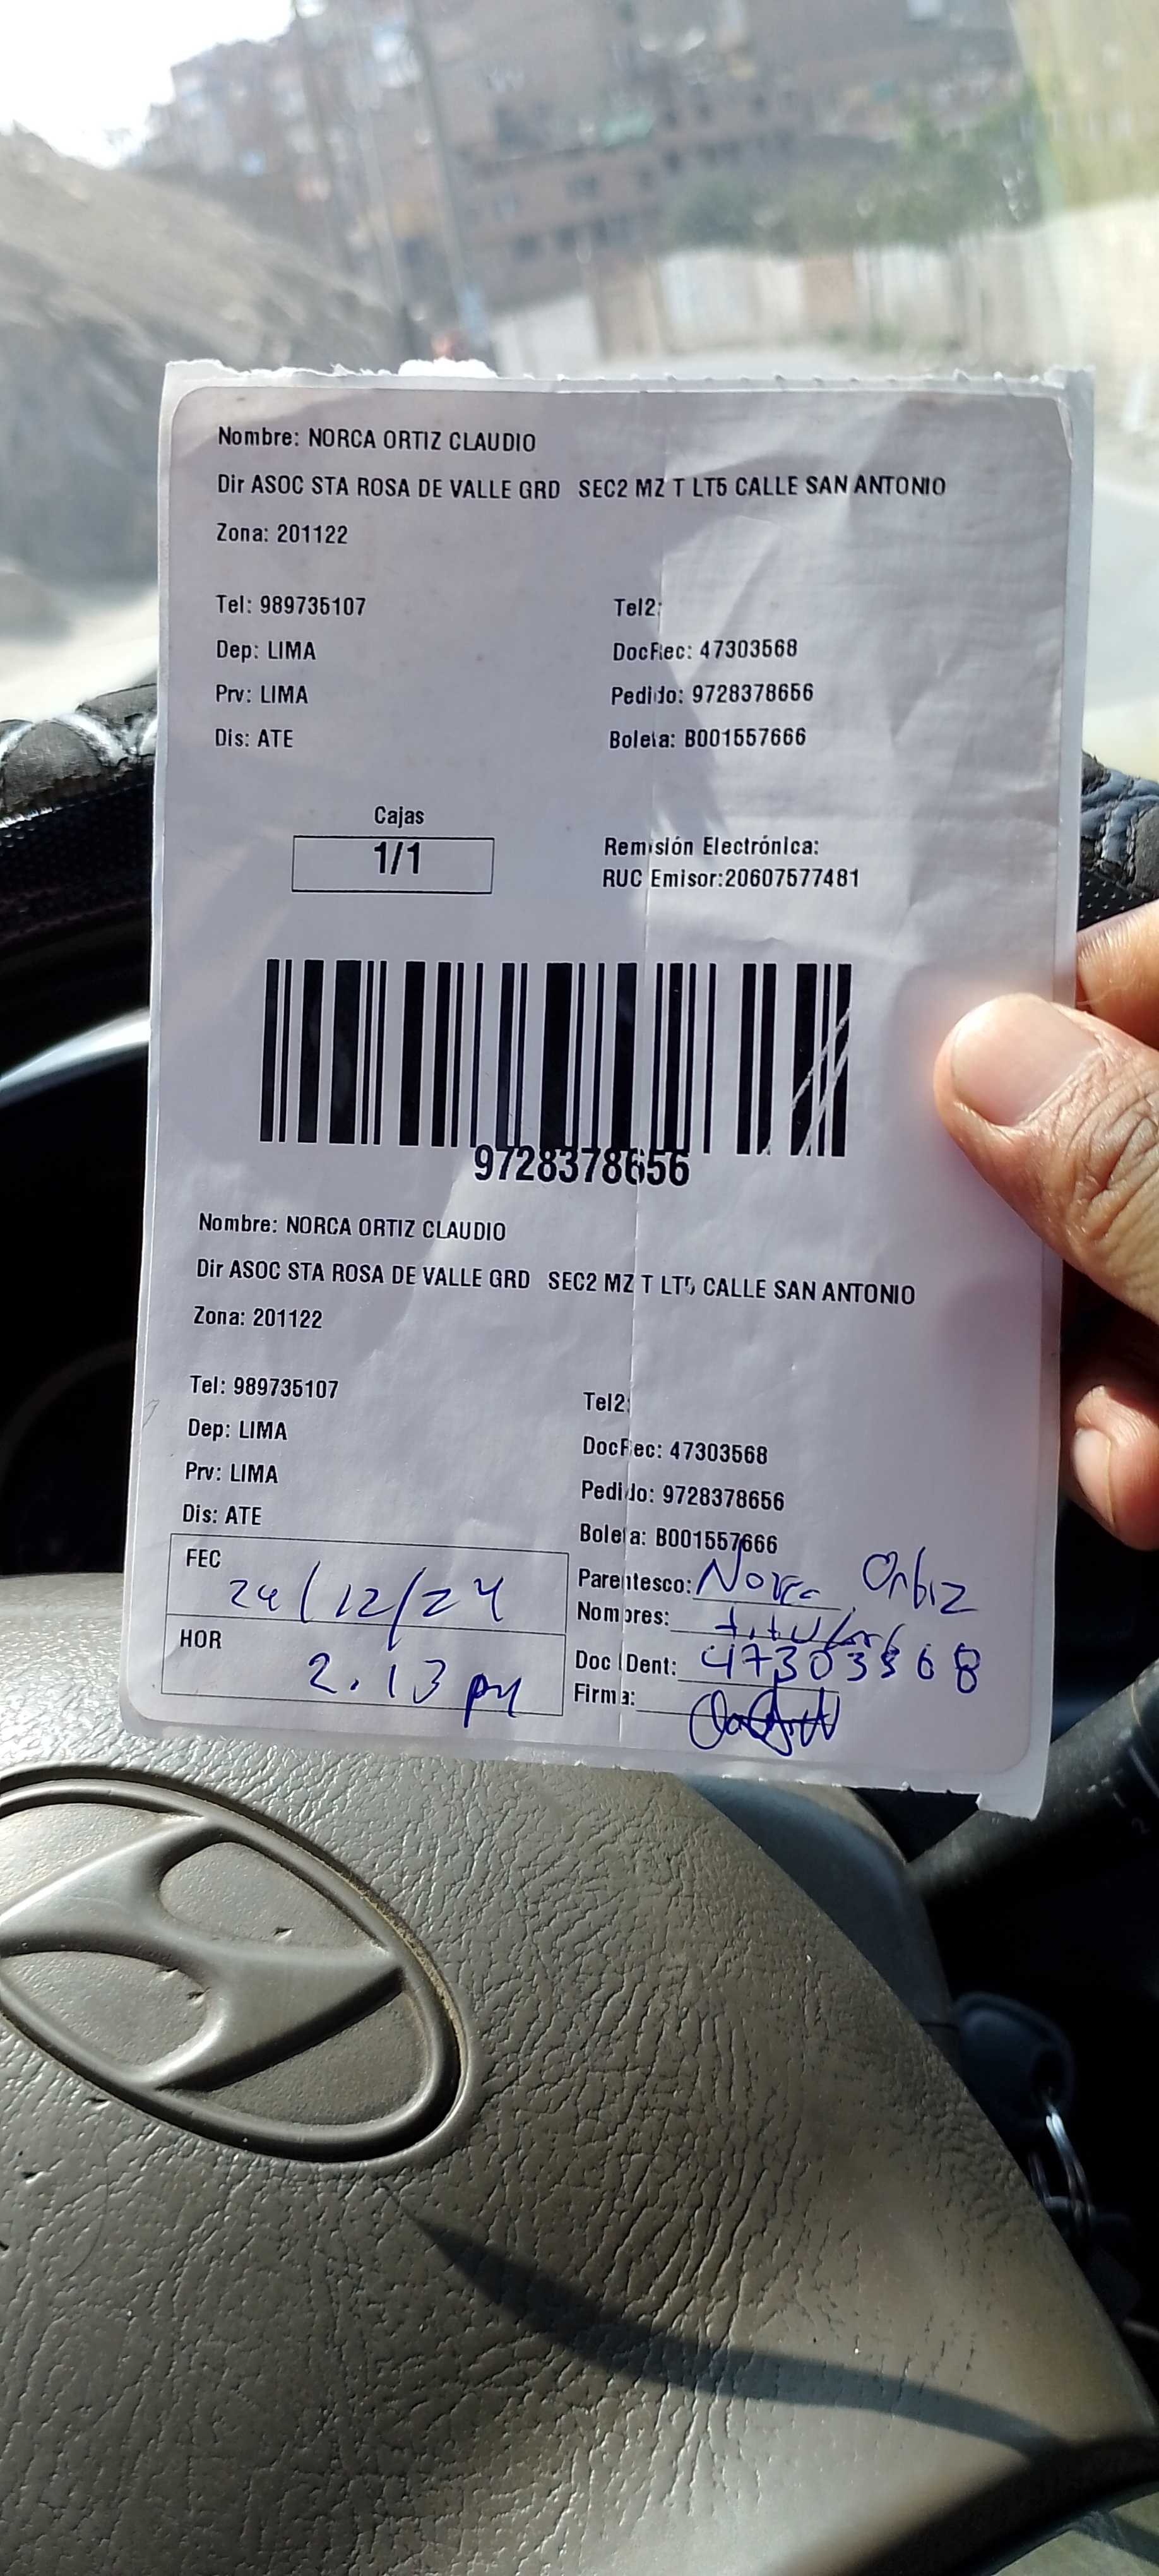 Nombre: NORCA ORTIZ CLAUDIO
Dir ASOC STA ROSA DE VALLE GRD SEC2 MZ T LT5 CALLE SAN ANTONIO
Zona: 201122
Tel: 989735107 Tel2:
Dep: LIMA DocRec: 47303568
Prv: LIMA Pedido: 9728378656
Dis: ATE Boleta: B001557666
Cajas
1/1
Remisión Electrónica:
RUC Emisor:20607577481
9728378656
Nombre: NORCA ORTIZ CLAUDIO
Dir ASOC STA ROSA DE VALLE GRD SEC2 MZ T LT5 CALLE SAN ANTONIO
Zona: 201122
Tel: 989735107 Tel2:
Dep: LIMA DocRec: 47303568
Prv: LIMA Pedido: 9728378656
Dis: ATE Boleta: B001557666
FEC 24/12/24 Parentesco: Norca Ortiz
Nombres: titular
HOR 2.13 pm Doc Dent: 47303568
Firma: